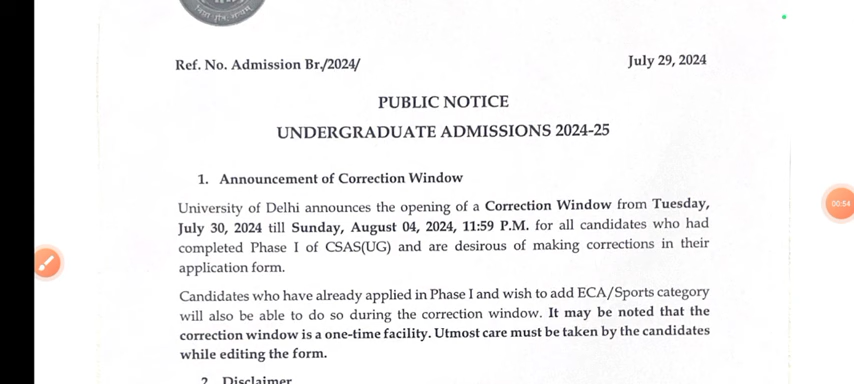 Ref. No. Admission Br./2024/
July 29, 2024
PUBLIC NOTICE
UNDERGRADUATE ADMISSIONS 2024-25
1. Announcement of Correction Window
University of Delhi announces the opening of a Correction Window from Tuesday,
July 30, 2024 till Sunday, August 04, 2024, 11:59 P.M. for all candidates who had
completed Phase I of CSAS(UG) and are desirous of making corrections in their
application form.
00:54
Candidates who have already applied in Phase I and wish to add ECA/Sports category
will also be able to do so during the correction window. It may be noted that the
correction window is a one-time facility. Utmost care must be taken by the candidates
while editing the form.
2. Disclaimer